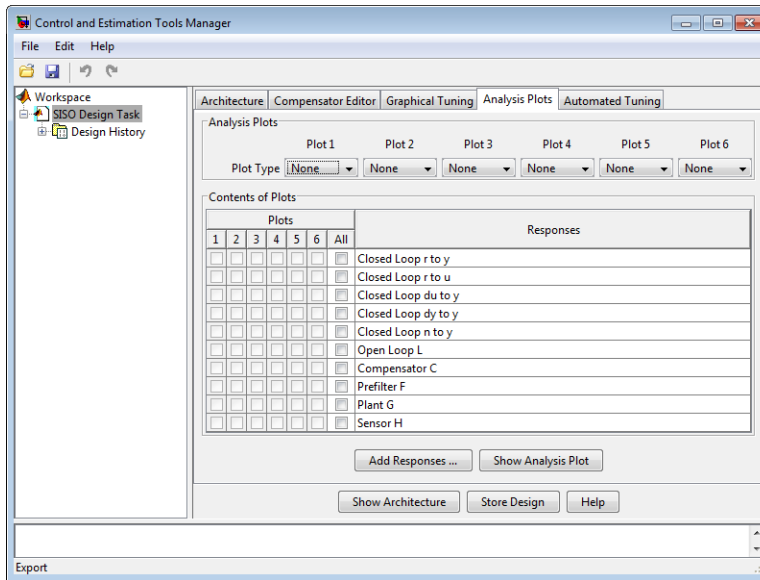 Control and Estimation Tools Manager
File Edit Help
Workspace
SISO Design Task
Design History
Architecture Compensator Editor Graphical Tuning Analysis Plots Automated Tuning
Analysis Plots
Plot 1 Plot 2 Plot 3 Plot 4 Plot 5 Plot 6
Plot Type None None None None None None
Contents of Plots
Plots
Responses
1 2 3 4 5 6 All
Closed Loop r to y
Closed Loop r to u
Closed Loop du to y
Closed Loop dy to y
Closed Loop n to y
Open Loop L
Compensator C
Prefilter F
Plant G
Sensor H
Add Responses ... Show Analysis Plot
Show Architecture Store Design Help
Export